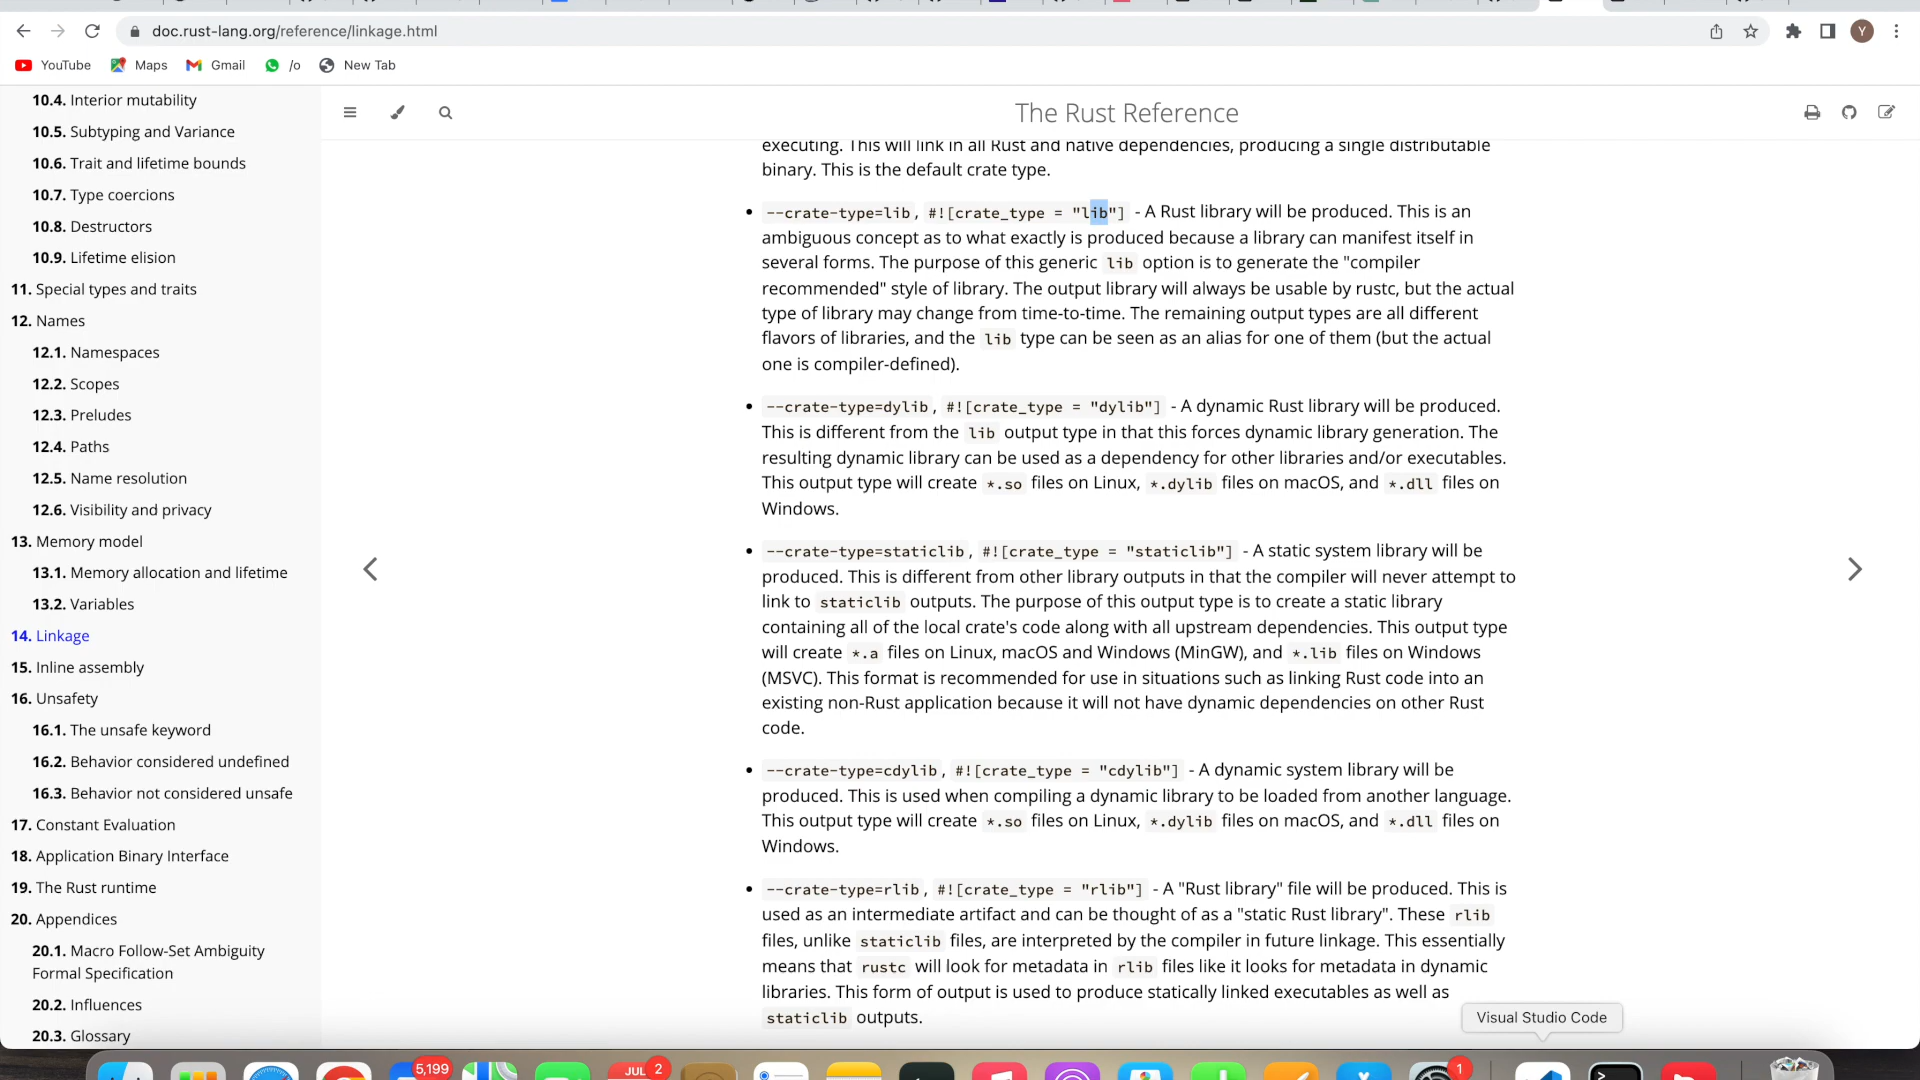 doc.rust-lang.org/reference/linkage.html
Y
YouTube
Maps
Gmail
/o
New Tab
10.4. Interior mutability
10.5. Subtyping and Variance
10.6. Trait and lifetime bounds
10.7. Type coercions
10.8. Destructors
10.9. Lifetime elision
11. Special types and traits
12. Names
12.1. Namespaces
12.2. Scopes
12.3. Preludes
12.4. Paths
12.5. Name resolution
12.6. Visibility and privacy
13. Memory model
13.1. Memory allocation and lifetime
13.2. Variables
14. Linkage
15. Inline assembly
16. Unsafety
16.1. The unsafe keyword
16.2. Behavior considered undefined
16.3. Behavior not considered unsafe
17. Constant Evaluation
18. Application Binary Interface
19. The Rust runtime
20. Appendices
20.1. Macro Follow-Set Ambiguity
Formal Specification
20.2. Influences
20.3. Glossary
The Rust Reference
executing. This will link in all Rust and native dependencies, producing a single distributable
binary. This is the default crate type.
• --crate-type=lib, #![crate_type = "lib"] - A Rust library will be produced. This is an
ambiguous concept as to what exactly is produced because a library can manifest itself in
several forms. The purpose of this generic lib option is to generate the "compiler
recommended" style of library. The output library will always be usable by rustc, but the actual
type of library may change from time-to-time. The remaining output types are all different
flavors of libraries, and the lib type can be seen as an alias for one of them (but the actual
one is compiler-defined).
• --crate-type=dylib, #![crate_type = "dylib"] - A dynamic Rust library will be produced.
This is different from the lib output type in that this forces dynamic library generation. The
resulting dynamic library can be used as a dependency for other libraries and/or executables.
This output type will create *.so files on Linux, *.dylib files on macOS, and *.dll files on
Windows.
• --crate-type=staticlib, #![crate_type = "staticlib"] - A static system library will be
produced. This is different from other library outputs in that the compiler will never attempt to
link to staticlib outputs. The purpose of this output type is to create a static library
containing all of the local crate's code along with all upstream dependencies. This output type
will create *.a files on Linux, macOS and Windows (MinGW), and *.lib files on Windows
(MSVC). This format is recommended for use in situations such as linking Rust code into an
existing non-Rust application because it will not have dynamic dependencies on other Rust
code.
• --crate-type=cdylib, #![crate_type = "cdylib"] - A dynamic system library will be
produced. This is used when compiling a dynamic library to be loaded from another language.
This output type will create *.so files on Linux, *.dylib files on macOS, and *.dll files on
Windows.
• --crate-type=rlib, #![crate_type = "rlib"] - A "Rust library" file will be produced. This is
used as an intermediate artifact and can be thought of as a "static Rust library". These rlib
files, unlike staticlib files, are interpreted by the compiler in future linkage. This essentially
means that rustc will look for metadata in rlib files like it looks for metadata in dynamic
libraries. This form of output is used to produce statically linked executables as well as
staticlib outputs.
Visual Studio Code
5,199
JUL 2
1